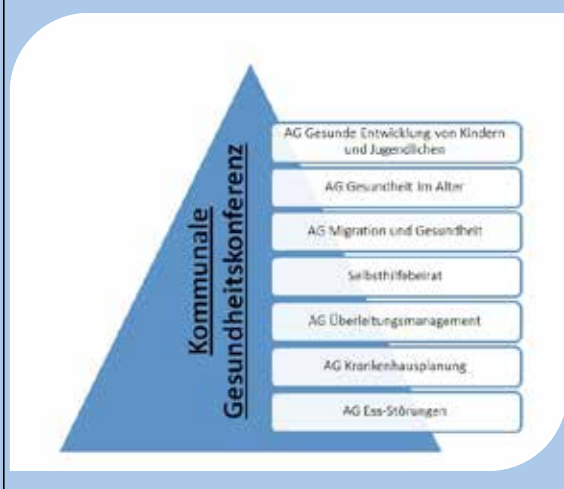 Kommunale
Gesundheitskonferenz
AG Gesunde Entwicklung von Kindern
und Jugendlichen
AG Gesundheit im Alter
AG Migration und Gesundheit
Selbsthilfebeirat
AG Überleitungsmanagement
AG Krankenhausplanung
AG Ess-Störungen